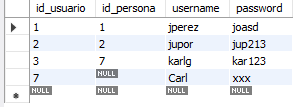 id_usuario id_persona username password
1 1 jperez joasd
2 2 jupor jup213
3 7 karlg kar123
7 NULL Carl xxx
NULL NULL NULL NULL